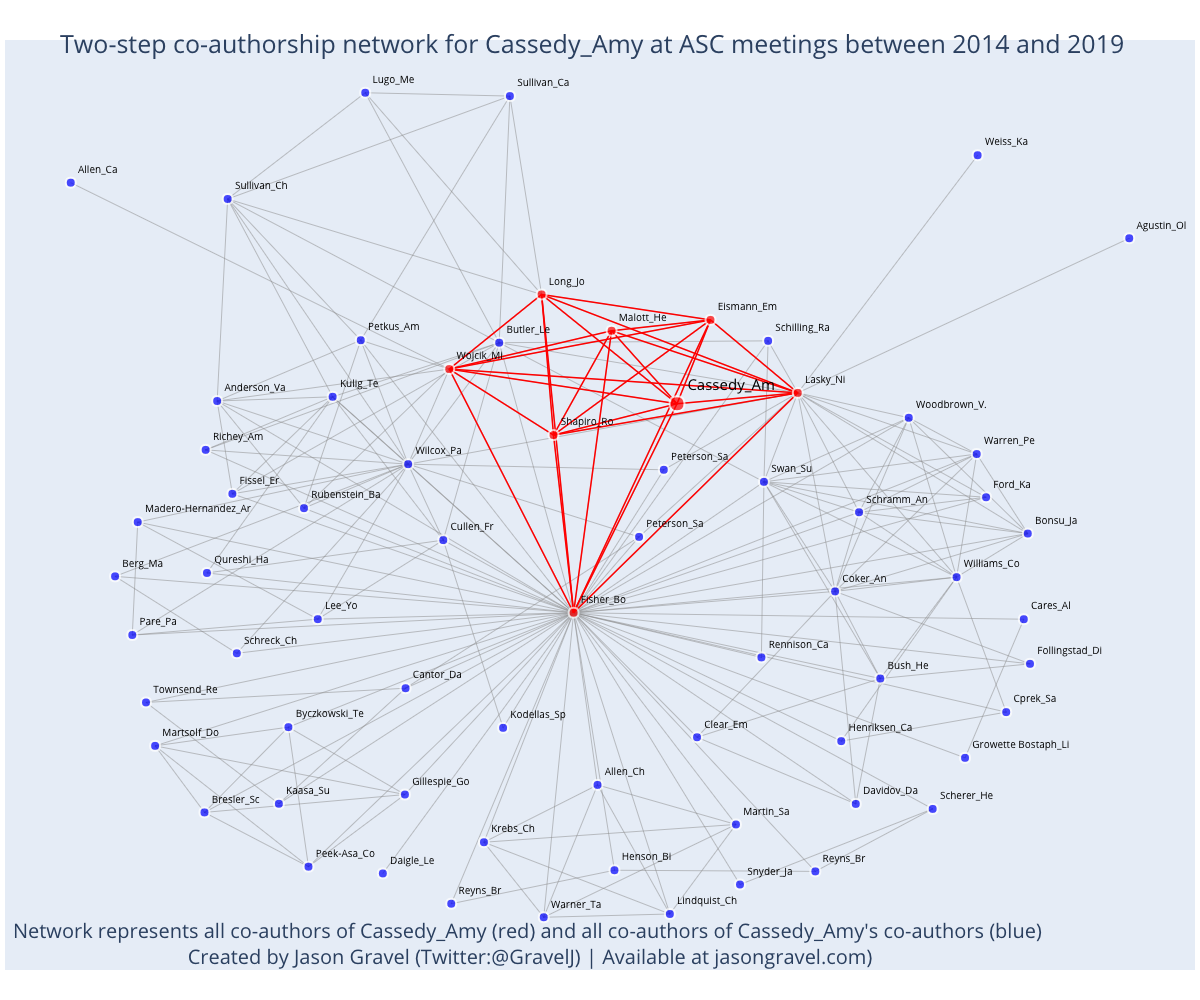 Two-step co-authorship network for Cassedy_Amy at ASC meetings between 2014 and 2019
Lugo_Me
Sullivan_Ca
Weiss_Ka
Allen_Ca
Sullivan_Ch
Agustin_Ol
Long_Jo
Eismann_Em
Malott_He
Petkus_Am
Butler_Le
Schilling_Ra
Wojcik_Mi
Lasky_Ni
Anderson_Va
Kulig_Te
Cassedy_Am
Woodbrown_V.
Shapiro_Ro
Richey_Am
Wilcox_Pa
Warren_Pe
Peterson_Sa
Swan_Su
Fissel_Er
Rubenstein_Ba
Schramm_An
Ford_Ka
Madero-Hernandez_Ar
Cullen_Fr
Peterson_Sa
Bonsu_Ja
Berg_Ma
Qureshi_Ha
Williams_Co
Coker_An
Fisher_Bo
Lee_Yo
Cares_Al
Pare_Pa
Schreck_Ch
Rennison_Ca
Follingstad_Di
Bush_He
Cantor_Da
Townsend_Re
Cprek_Sa
Byczkowski_Te
Kodellas_Sp
Clear_Em
Henriksen_Ca
Martsolf_Do
Growette Bostaph_Li
Allen_Ch
Gillespie_Go
Kaasa_Su
Bresler_Sc
Davidov_Da
Scherer_He
Martin_Sa
Krebs_Ch
Peek-Asa_Co
Daigle_Le
Henson_Bi
Snyder_Ja
Reyns_Br
Reyns_Br
Warner_Ta
Lindquist_Ch
Network represents all co-authors of Cassedy_Amy (red) and all co-authors of Cassedy_Amy's co-authors (blue)
Created by Jason Gravel (Twitter:@GravelJ) | Available at jasongravel.com)